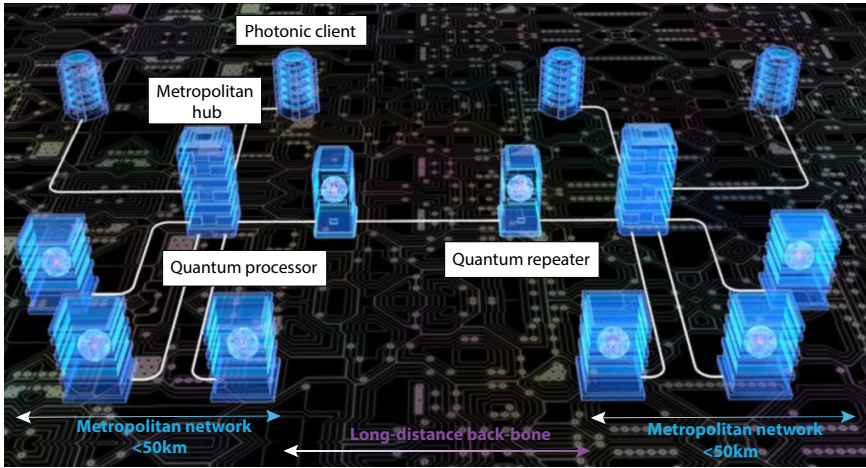 Photonic client
Metropolitan
hub
Quantum processor
Quantum repeater
Metropolitan network
<50km
Long-distance back-bone
Metropolitan network
<50km